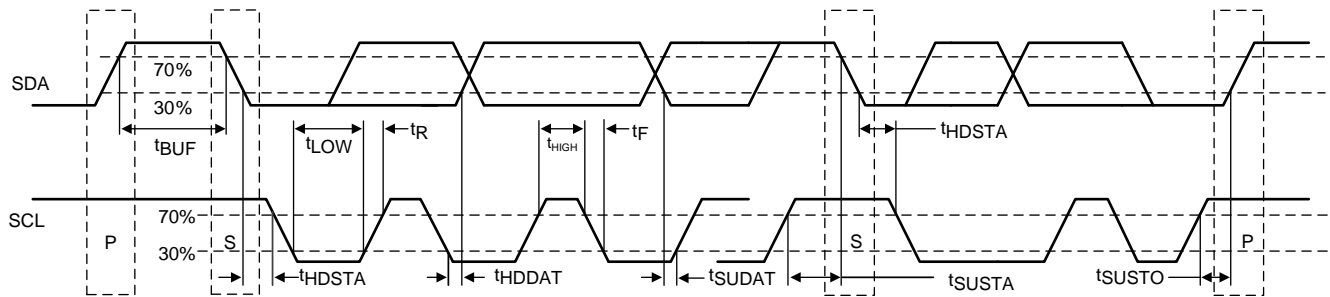 SDA
70%
30%
tBUF
tLOW
tR
tHIGH
tF
tHDSTA
SCL
70%
30%
P
S
S
P
tHDSTA
tHDDAT
tSUDAT
tSUSTA
tSUSTO